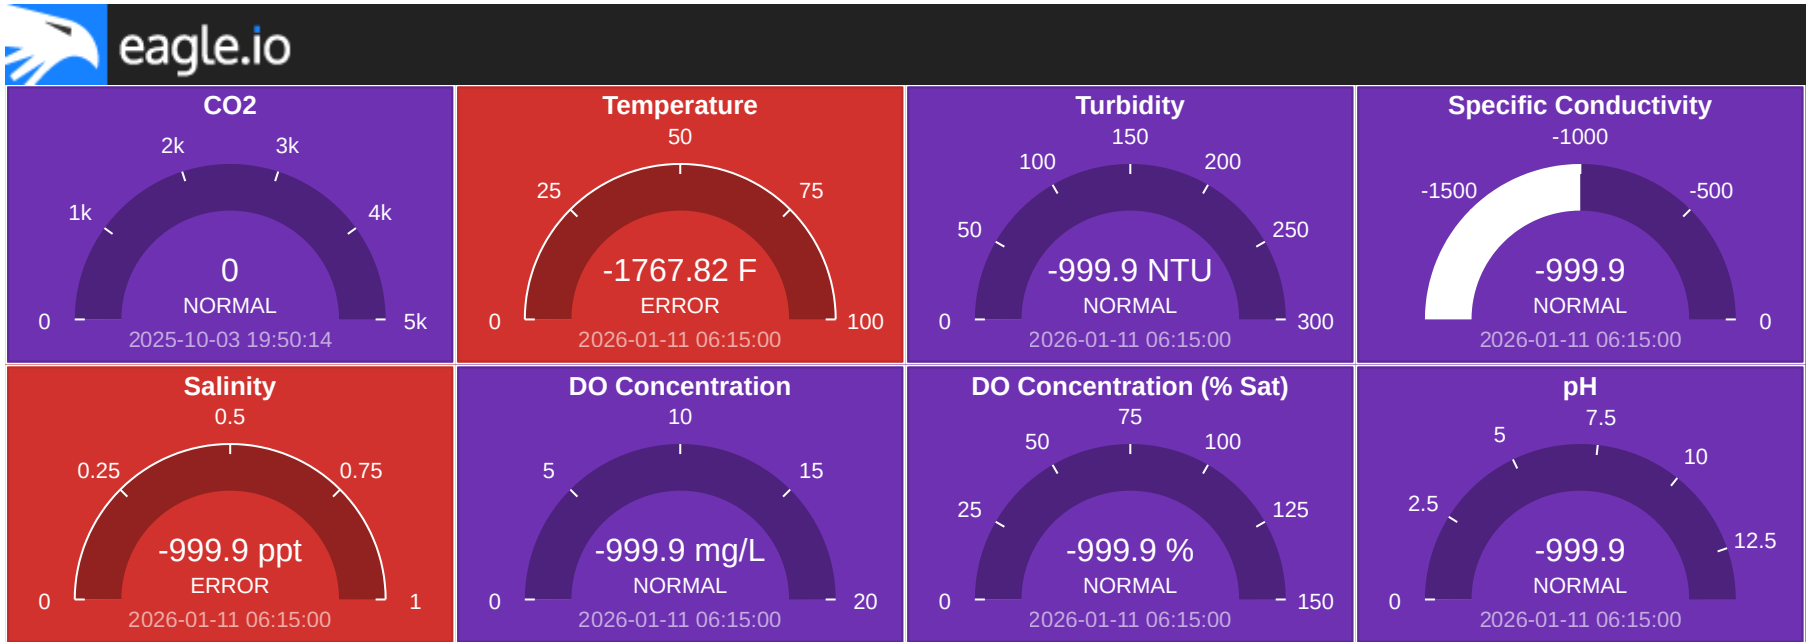 eagle.io
CO2
2k
3k
1k
4k
0
NORMAL
0
5k
2025-10-03 19:50:14
Temperature
50
25
75
-1767.82 F
ERROR
0
100
2026-01-11 06:15:00
Turbidity
150
100
200
50
250
-999.9 NTU
NORMAL
0
300
2026-01-11 06:15:00
Specific Conductivity
-1000
-1500
-500
-999.9
NORMAL
0
2026-01-11 06:15:00
Salinity
0.5
0.25
0.75
-999.9 ppt
ERROR
0
1
2026-01-11 06:15:00
DO Concentration
10
5
15
-999.9 mg/L
NORMAL
0
20
2026-01-11 06:15:00
DO Concentration (% Sat)
75
50
100
25
125
-999.9 %
NORMAL
0
150
2026-01-11 06:15:00
pH
7.5
5
10
2.5
12.5
-999.9
NORMAL
0
2026-01-11 06:15:00